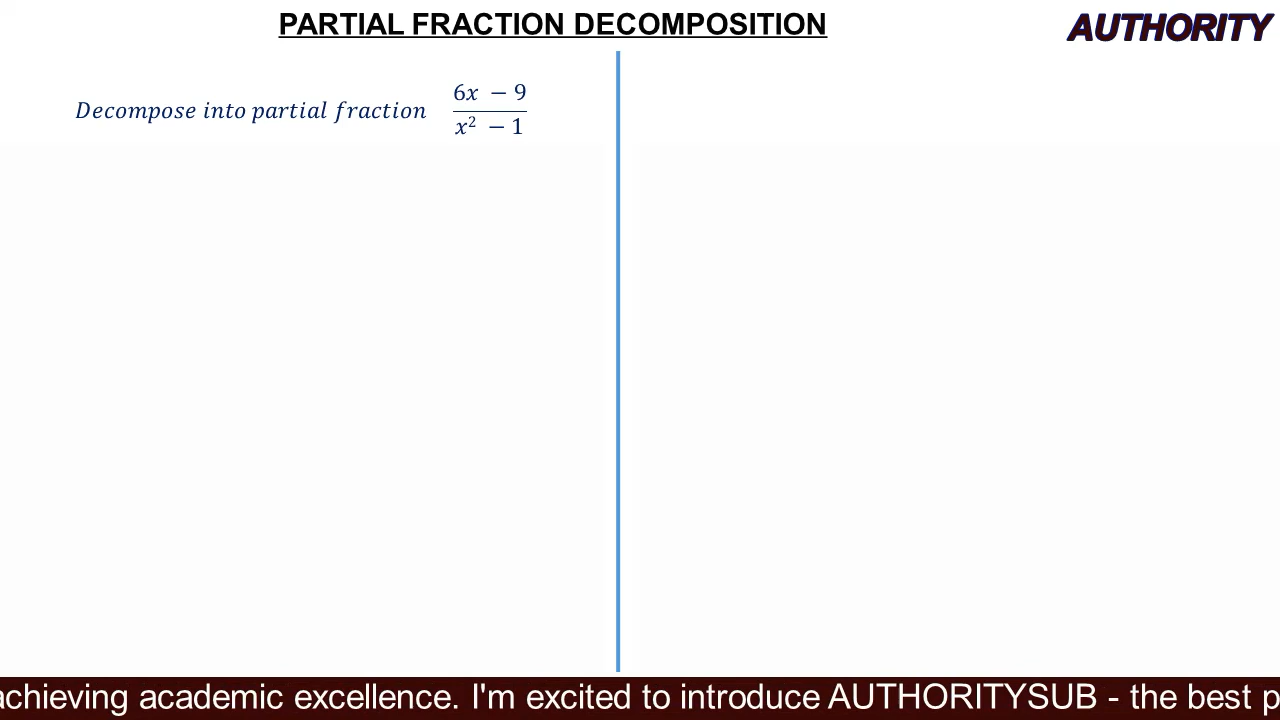 PARTIAL FRACTION DECOMPOSITION
AUTHORITY
Decompose into partial fraction 6x − 9
x² − 1
achieving academic excellence. I'm excited to introduce AUTHORITYSUB - the best p